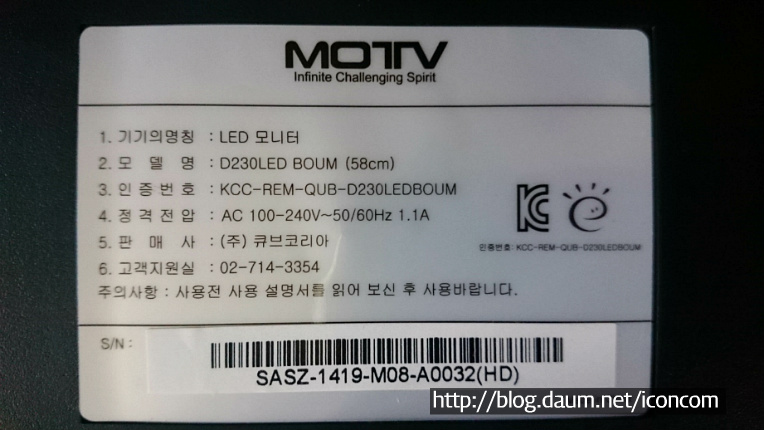 MOTV
Infinite Challenging Spirit
1. 기기의명칭 : LED 모니터
2. 모 델 명 : D230LED BOUM (58cm)
3. 인 증 번 호 : KCC-REM-QUB-D230LEDBOUM
4. 정 격 전 압 : AC 100-240V~50/60Hz 1.1A
5. 판 매 사 : (주) 큐브코리아
6. 고객지원실 : 02-714-3354
인증번호: KCC-REM-QUB-D230LEDBOUM
주의사항 : 사용전 사용 설명서를 읽어 보신 후 사용바랍니다.
S/N :
SASZ-1419-M08-A0032(HD)
http://blog.daum.net/iconcom